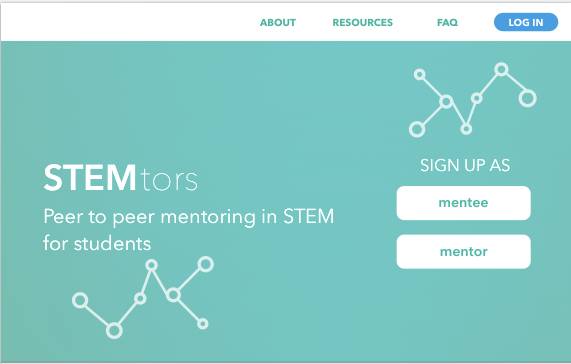 ABOUT RESOURCES FAQ LOG IN
STEMtors
Peer to peer mentoring in STEM
for students
SIGN UP AS
mentee
mentor